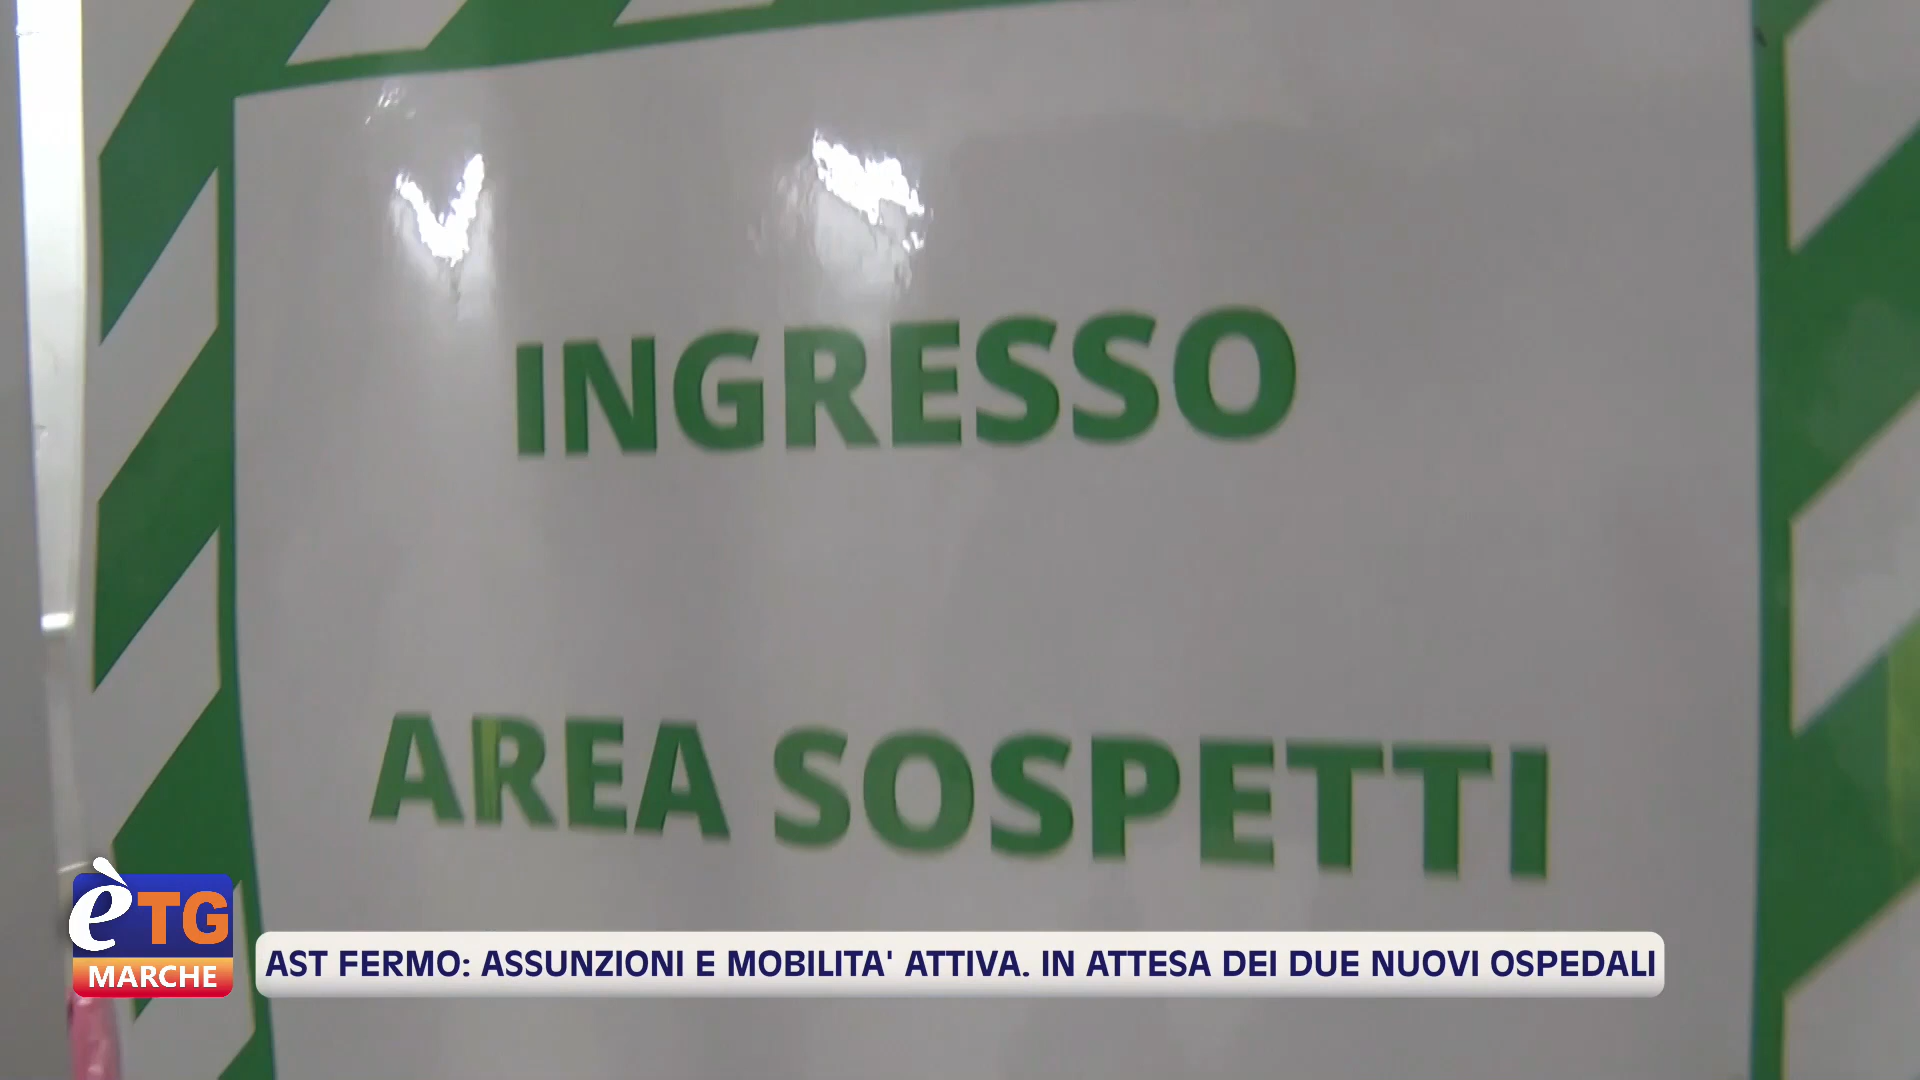 INGRESSO
AREA SOSPETTI
èTG
MARCHE
AST FERMO: ASSUNZIONI E MOBILITA' ATTIVA. IN ATTESA DEI DUE NUOVI OSPEDALI